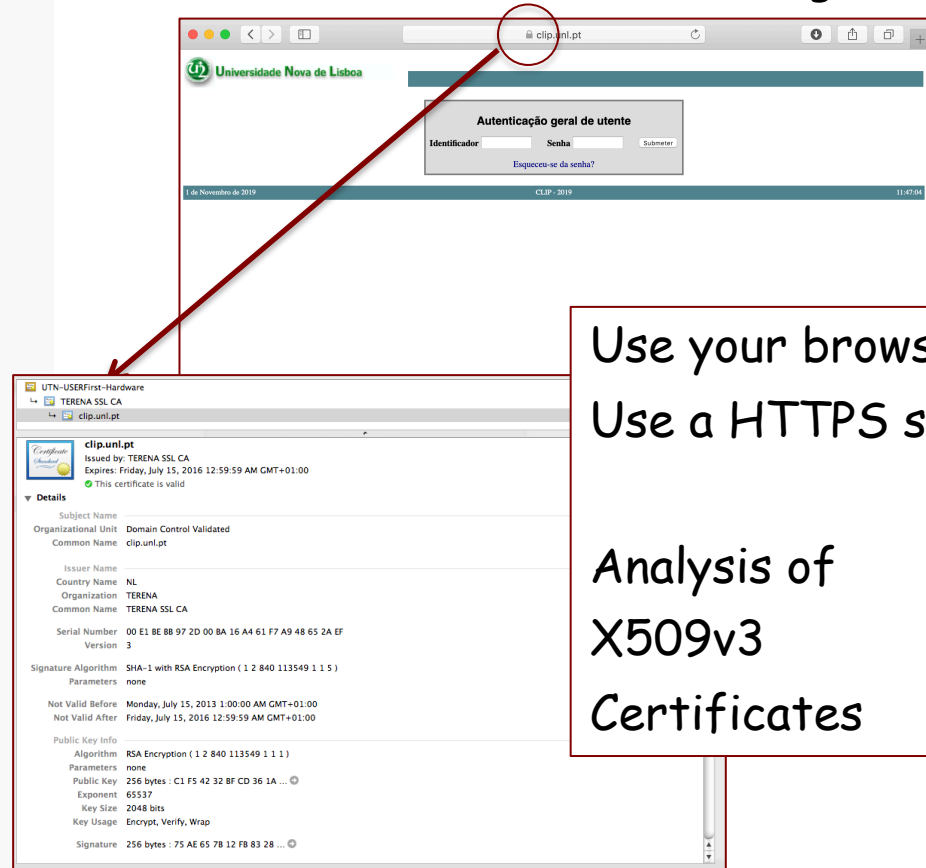 clip.unl.pt
Universidade Nova de Lisboa
Autenticação geral de utente
Identificador Senha Submeter
Esqueceu-se da senha?
1 de Novembro de 2019 CLIP - 2019 11:47:04
Use your brows
Use a HTTPS s
Analysis of
X509v3
Certificates
UTN-USERFirst-Hardware
TERENA SSL CA
clip.unl.pt
Certificate
Standard
clip.unl.pt
Issued by: TERENA SSL CA
Expires: Friday, July 15, 2016 12:59:59 AM GMT+01:00
This certificate is valid
Details
Subject Name
Organizational Unit Domain Control Validated
Common Name clip.unl.pt
Issuer Name
Country Name NL
Organization TERENA
Common Name TERENA SSL CA
Serial Number 00 E1 BE BB 97 2D 00 BA 16 A4 61 F7 A9 48 65 2A EF
Version 3
Signature Algorithm SHA-1 with RSA Encryption ( 1 2 840 113549 1 1 5 )
Parameters none
Not Valid Before Monday, July 15, 2013 1:00:00 AM GMT+01:00
Not Valid After Friday, July 15, 2016 12:59:59 AM GMT+01:00
Public Key Info
Algorithm RSA Encryption ( 1 2 840 113549 1 1 1 )
Parameters none
Public Key 256 bytes : C1 F5 42 32 BF CD 36 1A ...
Exponent 65537
Key Size 2048 bits
Key Usage Encrypt, Verify, Wrap
Signature 256 bytes : 75 AE 65 7B 12 FB 83 28 ...